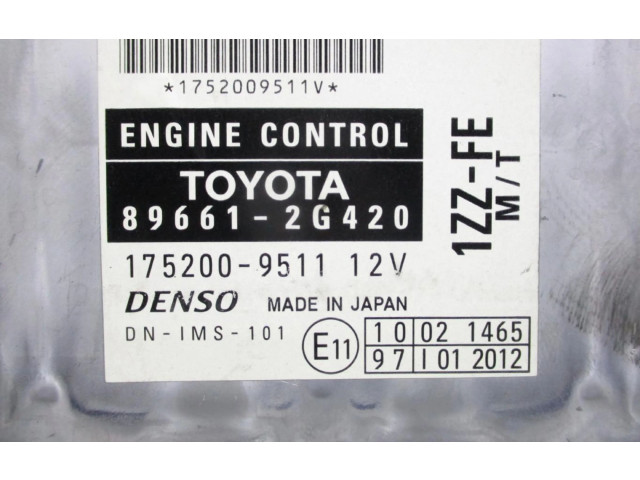 *1752009511V*
ENGINE CONTROL
TOYOTA
89661-2G420
1ZZ-FE
M/T
175200-9511 12V
DENSO MADE IN JAPAN
DN-IMS-101
E11
10 02 1465
97 I 01 2012